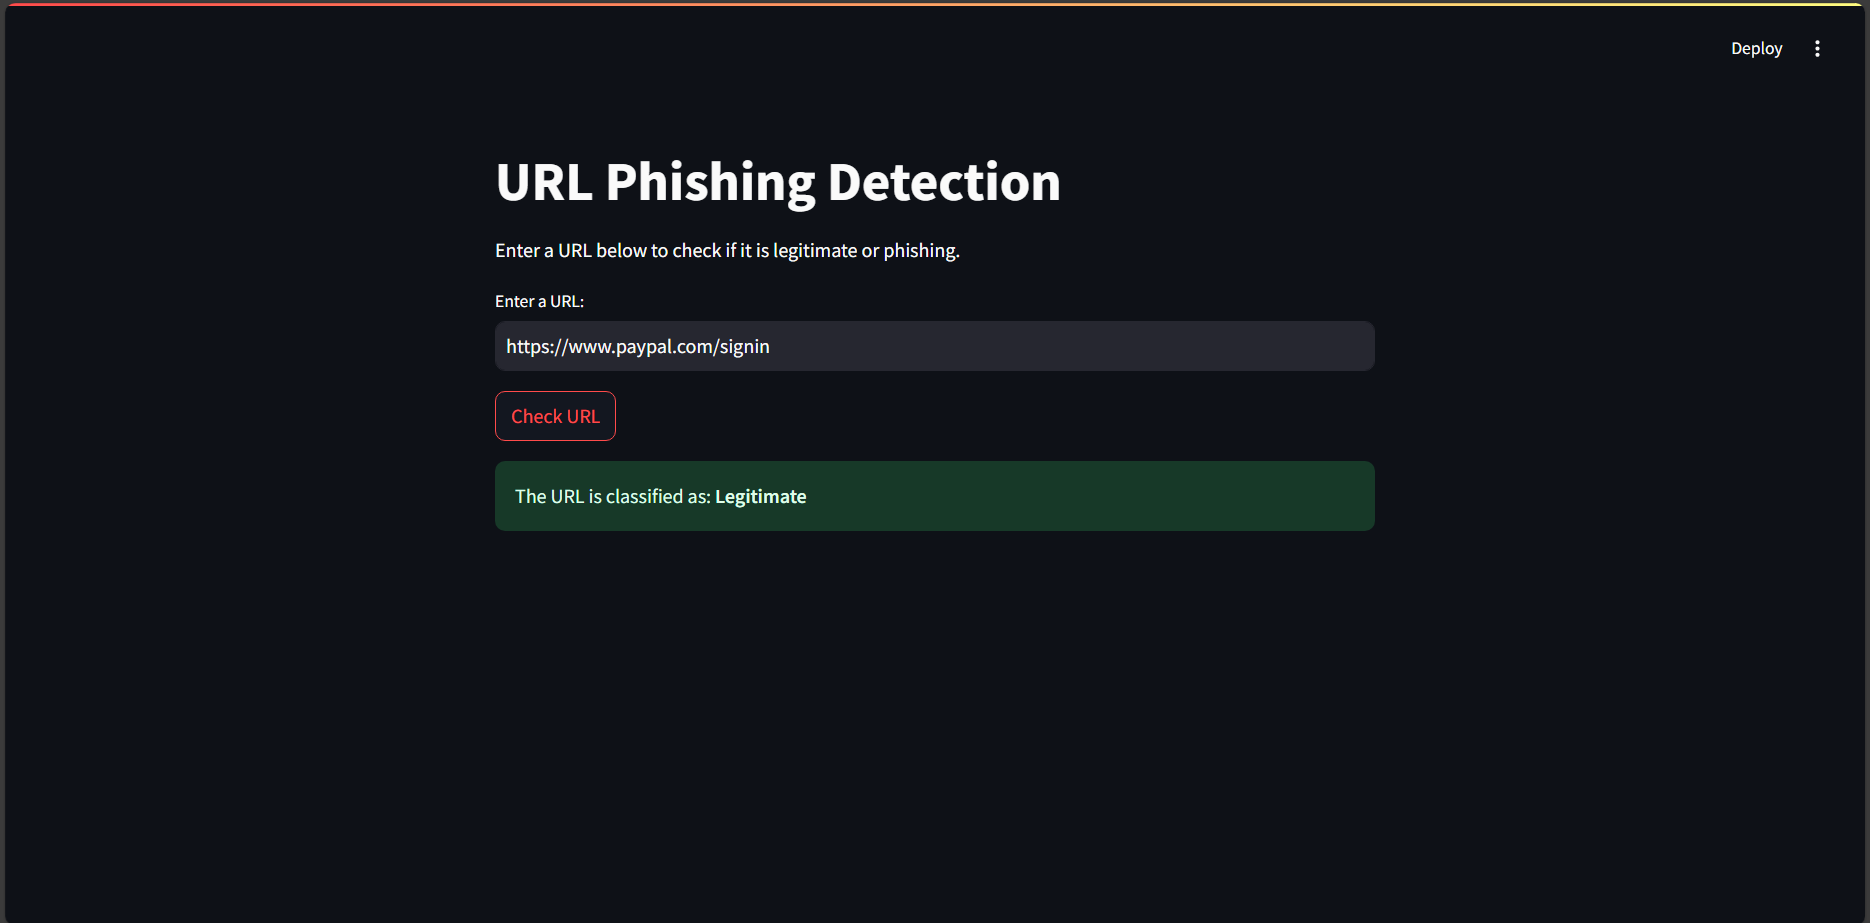 Deploy
URL Phishing Detection
Enter a URL below to check if it is legitimate or phishing.
Enter a URL:
https://www.paypal.com/signin
Check URL
The URL is classified as: Legitimate